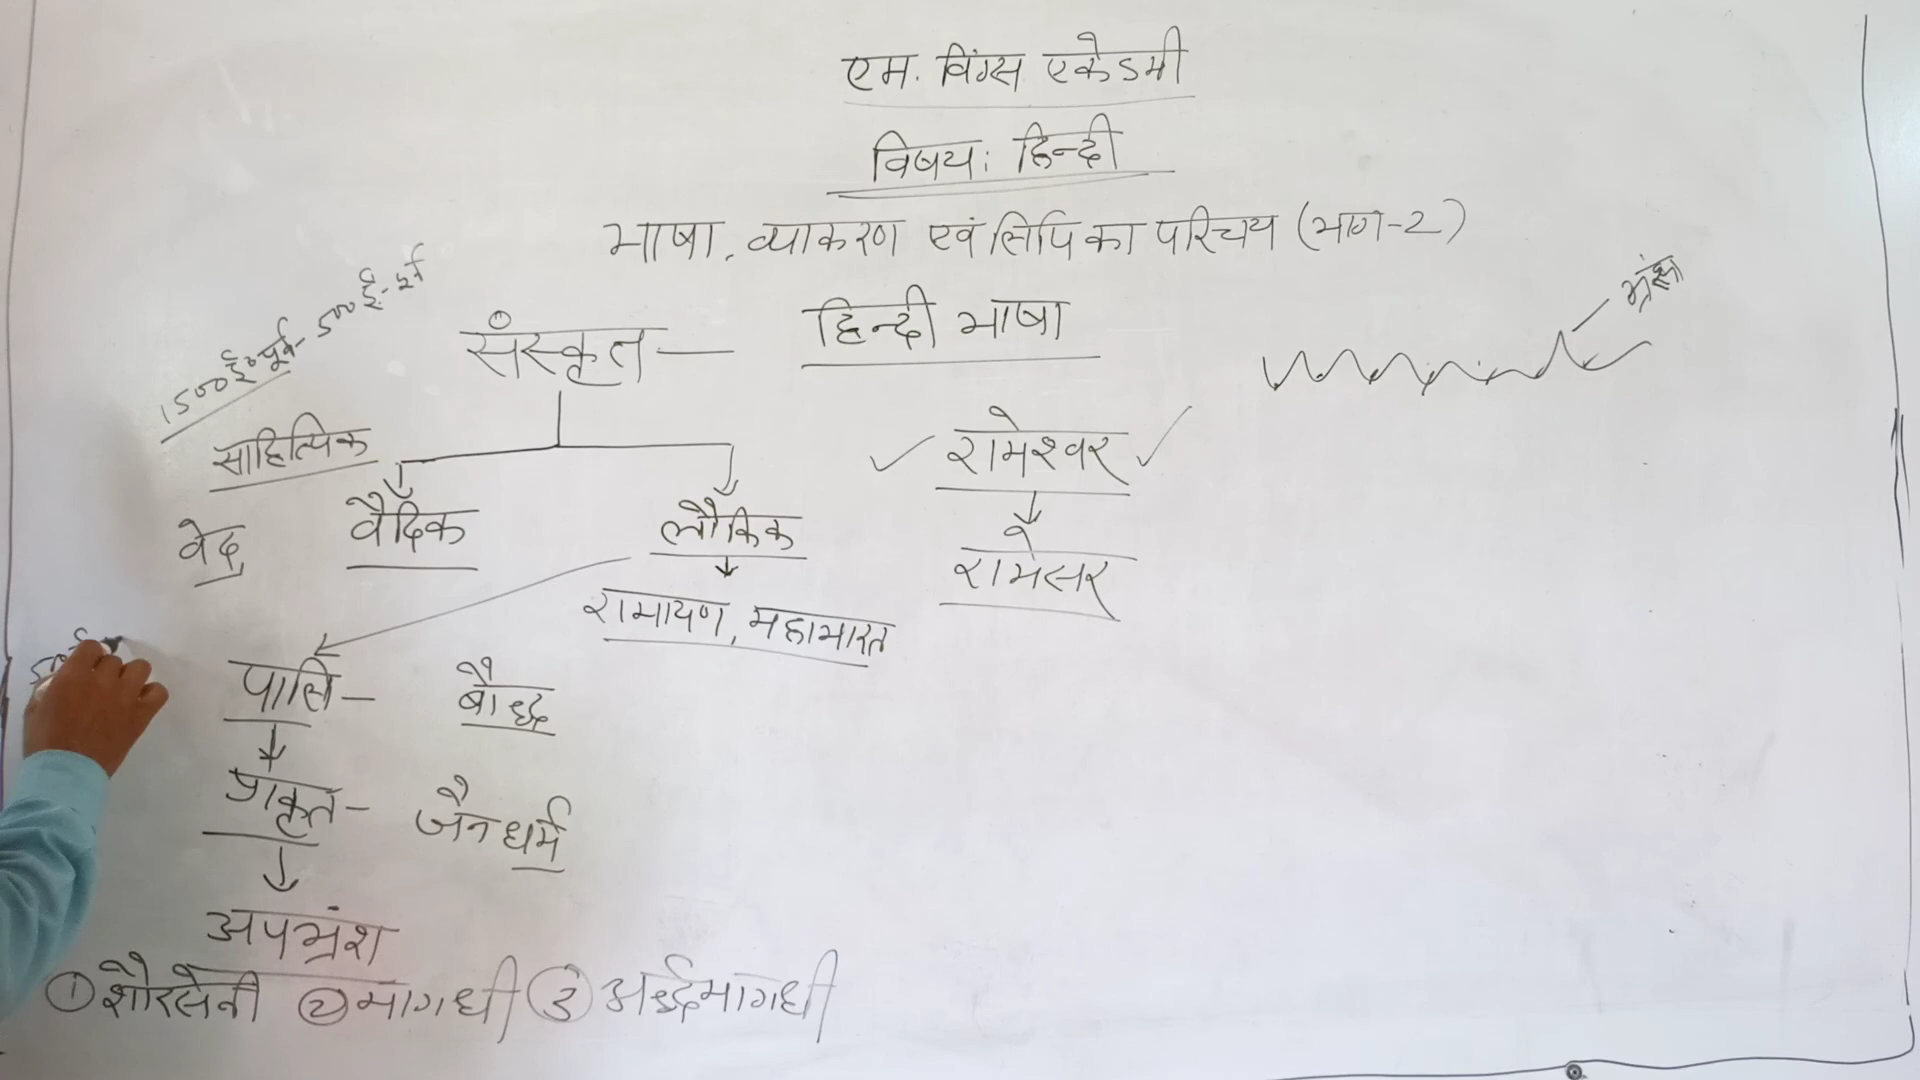 एम. विंग्स एकेडमी
विषय: हिन्दी
भाषा, व्याकरण एवं लिपि का परिचय (भाग-2)
1500 ई० पूर्व - 500 ई.
संस्कृत —
हिन्दी भाषा
साहित्यिक
वेद
वैदिक
लौकिक
रामायण, महाभारत
रामेश्वर
रामेसर
पालि -
बौद्ध
प्राकृत -
जैन धर्म
अपभ्रंश
① शौरसेनी ② मागधी ③ अर्द्धमागधी